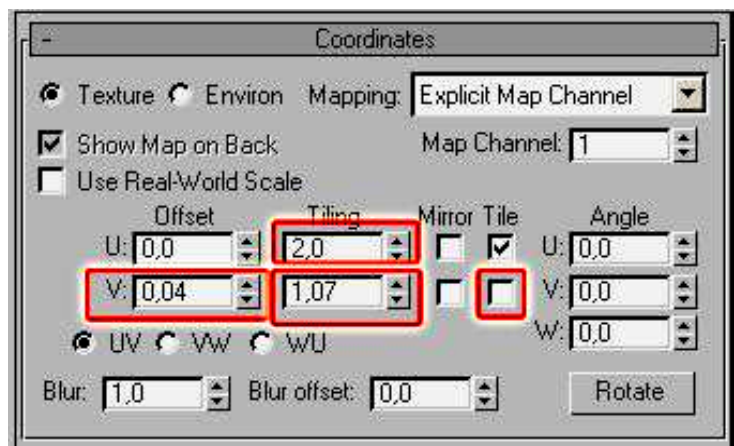 - Coordinates
Texture Environ Mapping: Explicit Map Channel
Show Map on Back Map Channel: 1
Use Real-World Scale
Offset Tiling Mirror Tile Angle
U: 0,0 2,0 U: 0,0
V: 0,04 1,07 V: 0,0
W: 0,0
UV VW WU
Blur: 1,0 Blur offset: 0,0 Rotate